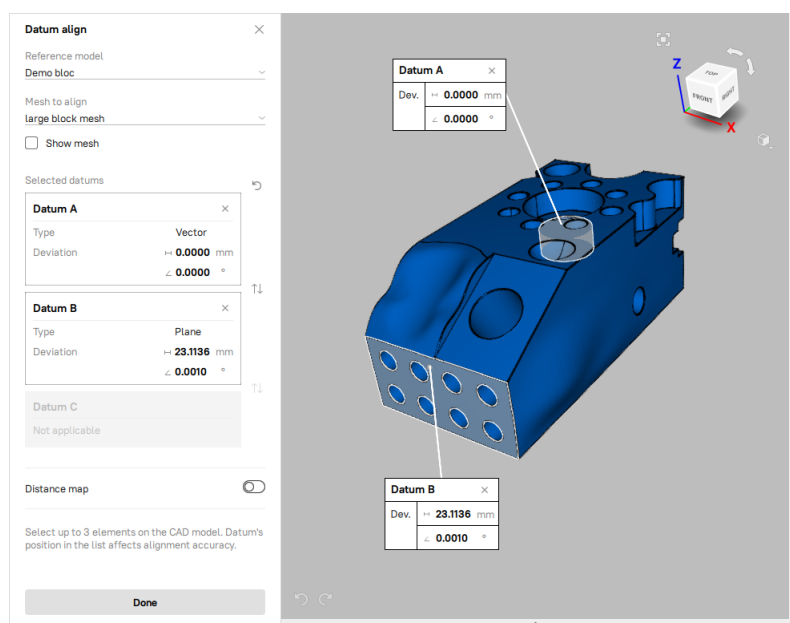 Datum align
Reference model
Demo bloc
Mesh to align
large block mesh
Show mesh
Selected datums
Datum A
Type Vector
Deviation 0.0000 mm
∠ 0.0000 °
Datum B
Type Plane
Deviation 23.1136 mm
∠ 0.0010 °
Datum C
Not applicable
Distance map
Select up to 3 elements on the CAD model. Datum's
position in the list affects alignment accuracy.
Done
Datum A
Dev. 0.0000 mm
∠ 0.0000 °
Z
TOP
FRONT RIGHT
X
Datum B
Dev. 23.1136 mm
∠ 0.0010 °